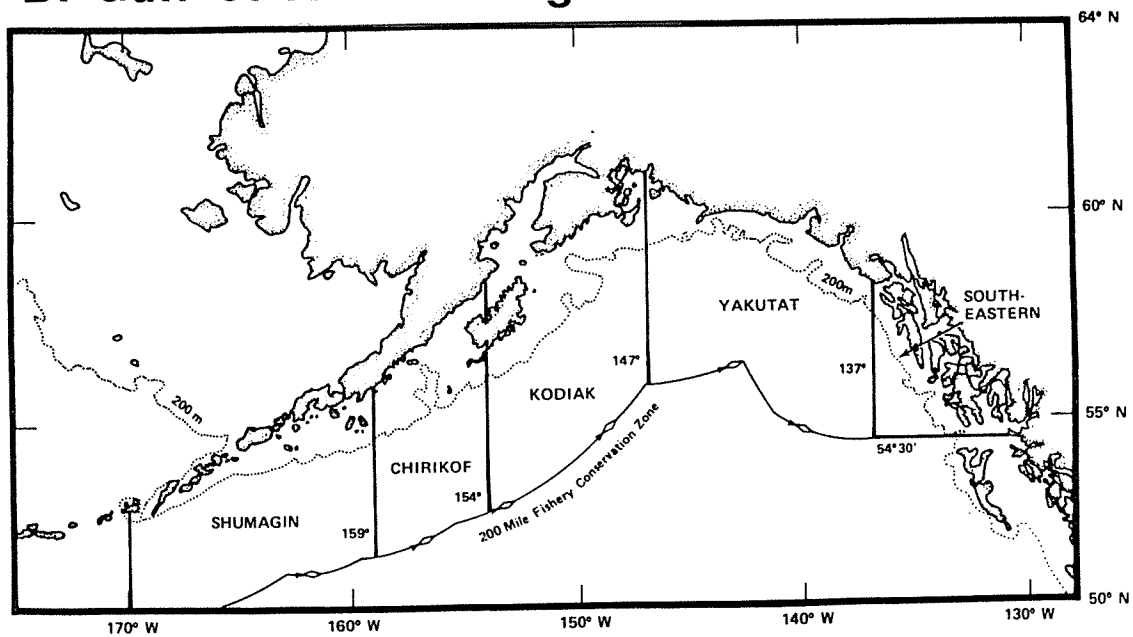 64° N
60° N
200m
SOUTH-
EASTERN
YAKUTAT
147°
137°
KODIAK
200 m
55° N
54° 30'
CHIRIKOF
154°
200 Mile Fishery Conservation Zone
SHUMAGIN
159°
50° N
170° W
160° W
150° W
140° W
130° W